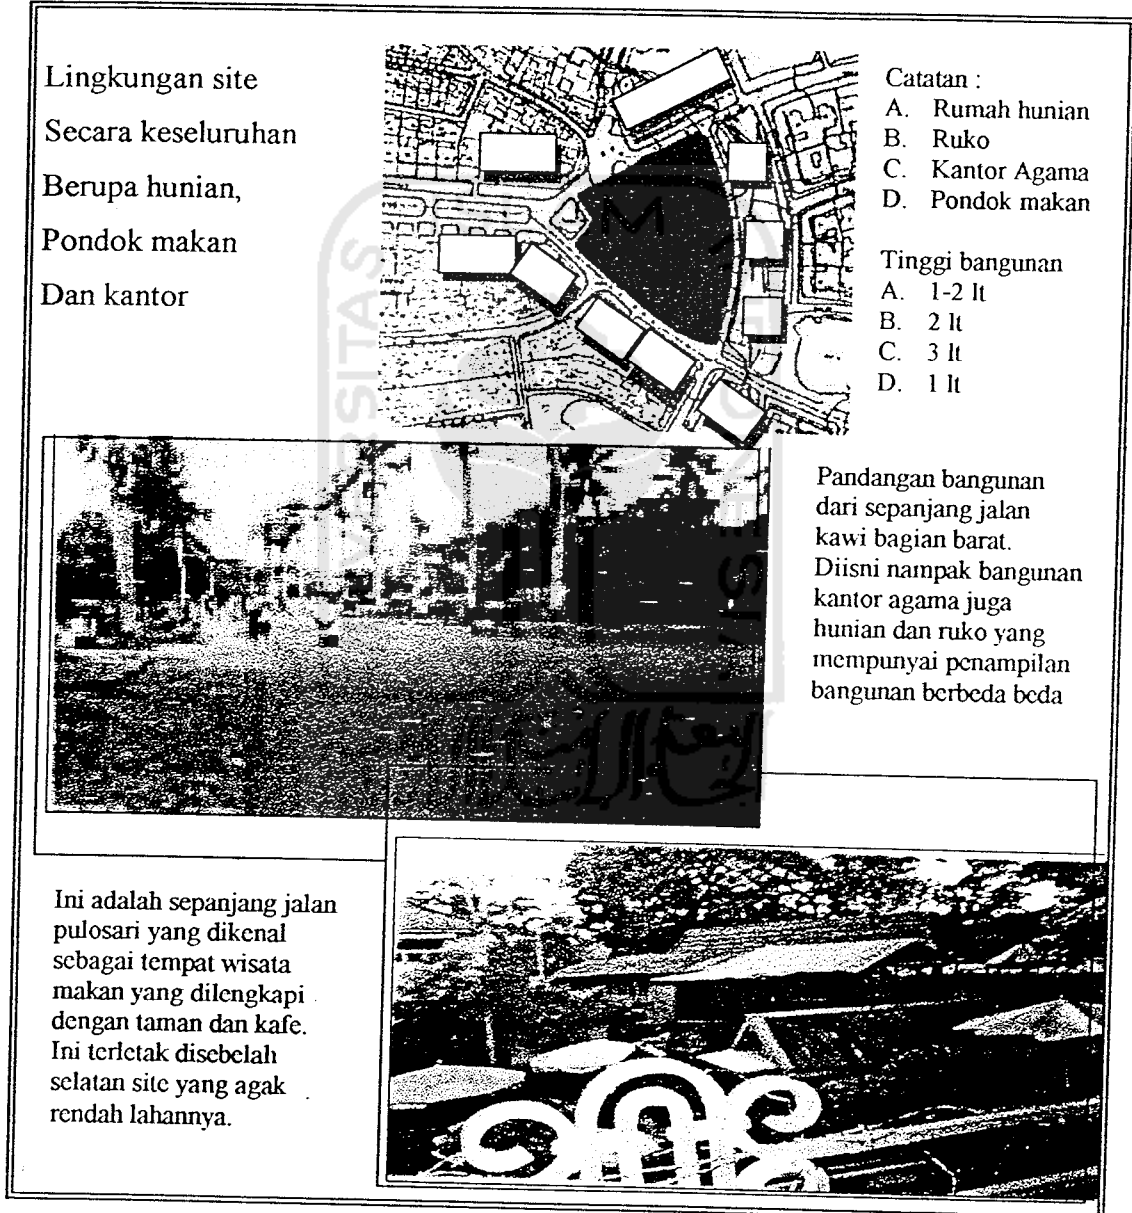 Lingkungan site
Secara keseluruhan
Berupa hunian,
Pondok makan
Dan kantor
Catatan :
A. Rumah hunian
B. Ruko
C. Kantor Agama
D. Pondok makan
Tinggi bangunan
A. 1-2 lt
B. 2 lt
C. 3 lt
D. 1 lt
Pandangan bangunan
dari sepanjang jalan
kawi bagian barat.
Diisni nampak bangunan
kantor agama juga
hunian dan ruko yang
mempunyai penampilan
bangunan berbeda beda
Ini adalah sepanjang jalan
pulosari yang dikenal
sebagai tempat wisata
makan yang dilengkapi
dengan taman dan kafe.
Ini terletak disebelah
selatan site yang agak
rendah lahannya.